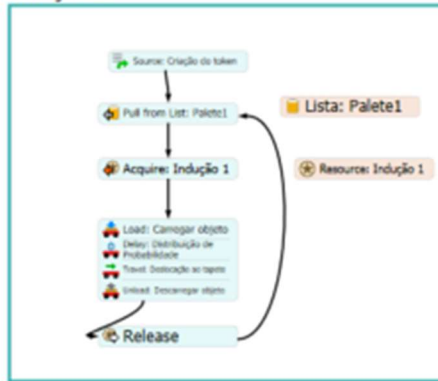 Source: Criação do token
Pull from List: Palete1
Acquire: Indução 1
Load: Carregar objeto
Delay: Distribuição de
Probabilidade
Travel: Deslocação ao tapete
Unload: Descarregar objeto
Release
Lista: Palete1
Resource: Indução 1